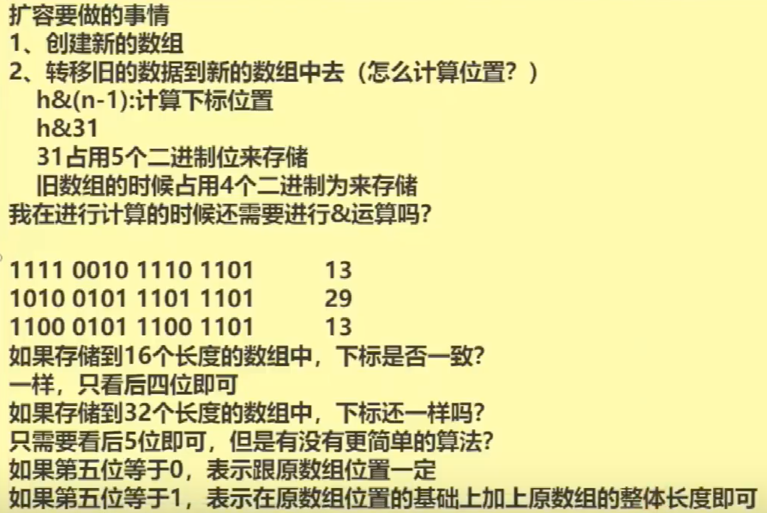 扩容要做的事情
1、创建新的数组
2、转移旧的数据到新的数组中去（怎么计算位置？）
h&(n-1):计算下标位置
h&31
31占用5个二进制位来存储
旧数组的时候占用4个二进制为来存储
我在进行计算的时候还需要进行&运算吗?
1111 0010 1110 1101 13
1010 0101 1101 1101 29
1100 0101 1100 1101 13
如果存储到16个长度的数组中，下标是否一致?
一样，只看后四位即可
如果存储到32个长度的数组中，下标还一样吗?
只需要看后5位即可，但是有没有更简单的算法?
如果第五位等于0，表示跟原数组位置一定
如果第五位等于1，表示在原数组位置的基础上加上原数组的整体长度即可